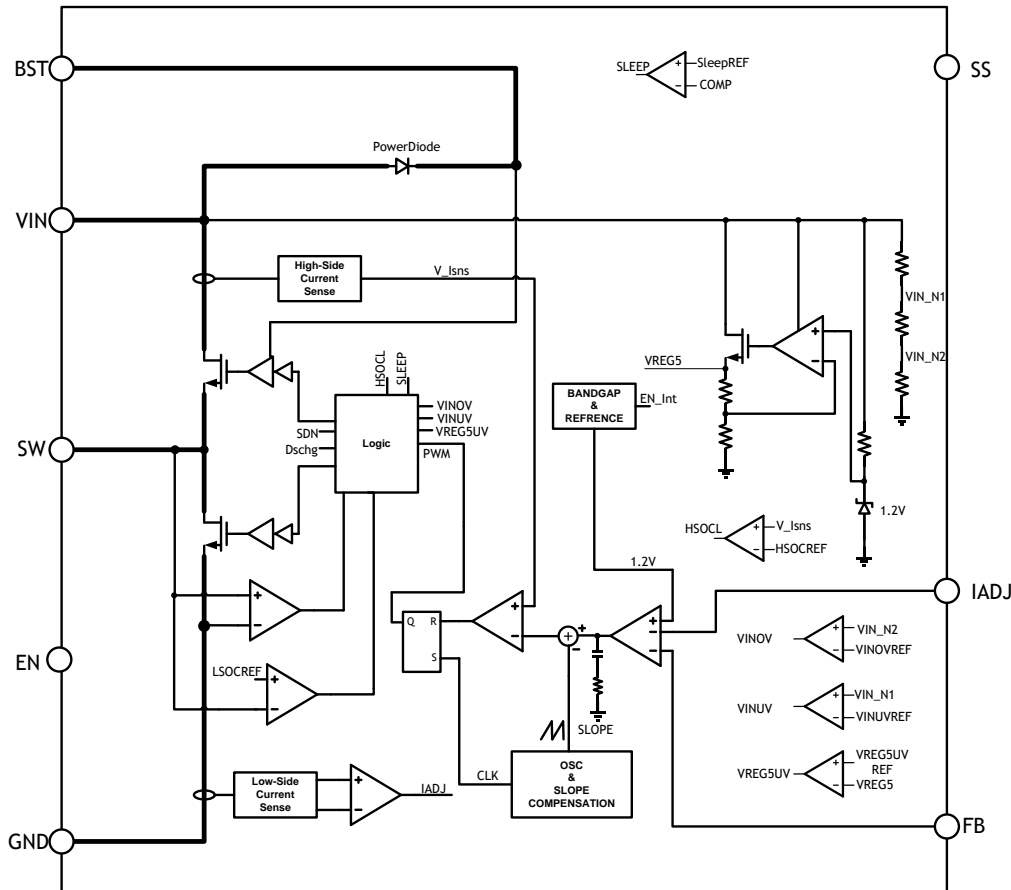 BST
SS
SLEEP
+
SleepREF
−
COMP
PowerDiode
VIN
High-Side
Current
Sense
V_Isns
VIN_N1
VIN_N2
+
−
VREG5
HSOCL
SLEEP
BANDGAP
&
REFRENCE
EN_Int
VINOV
VINUV
VREG5UV
SDN
Dschg
Logic
PWM
SW
1.2V
HSOCL
+
V_Isns
−
HSOCREF
1.2V
IADJ
+
−
Q
R
S
+
−
+
−
+
+
−
−
VINOV
+
VIN_N2
−
VINOVREF
EN
LSOCREF
+
−
SLOPE
VINUV
+
VIN_N1
−
VINUVREF
Low-Side
Current
Sense
+
−
IADJ
CLK
OSC
&
SLOPE
COMPENSATION
VREG5UV
+
VREG5UV
REF
−
VREG5
GND
FB